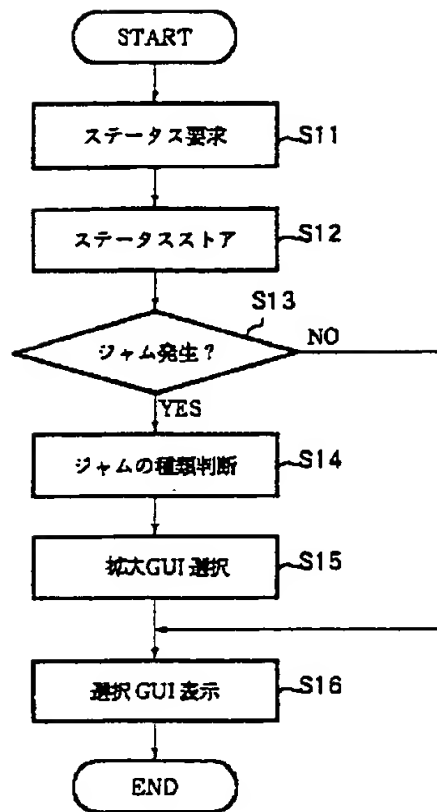 START
ステータス要求 S11
ステータスストア S12
S13
ジャム発生? NO
YES
ジャムの種類判断 S14
拡大GUI選択 S15
選択GUI表示 S16
END